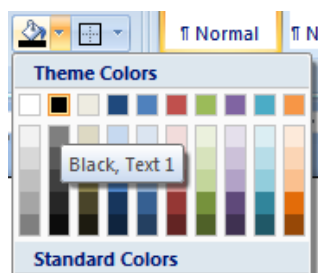 ¶ Normal ¶ N
Theme Colors
Black, Text 1
Standard Colors